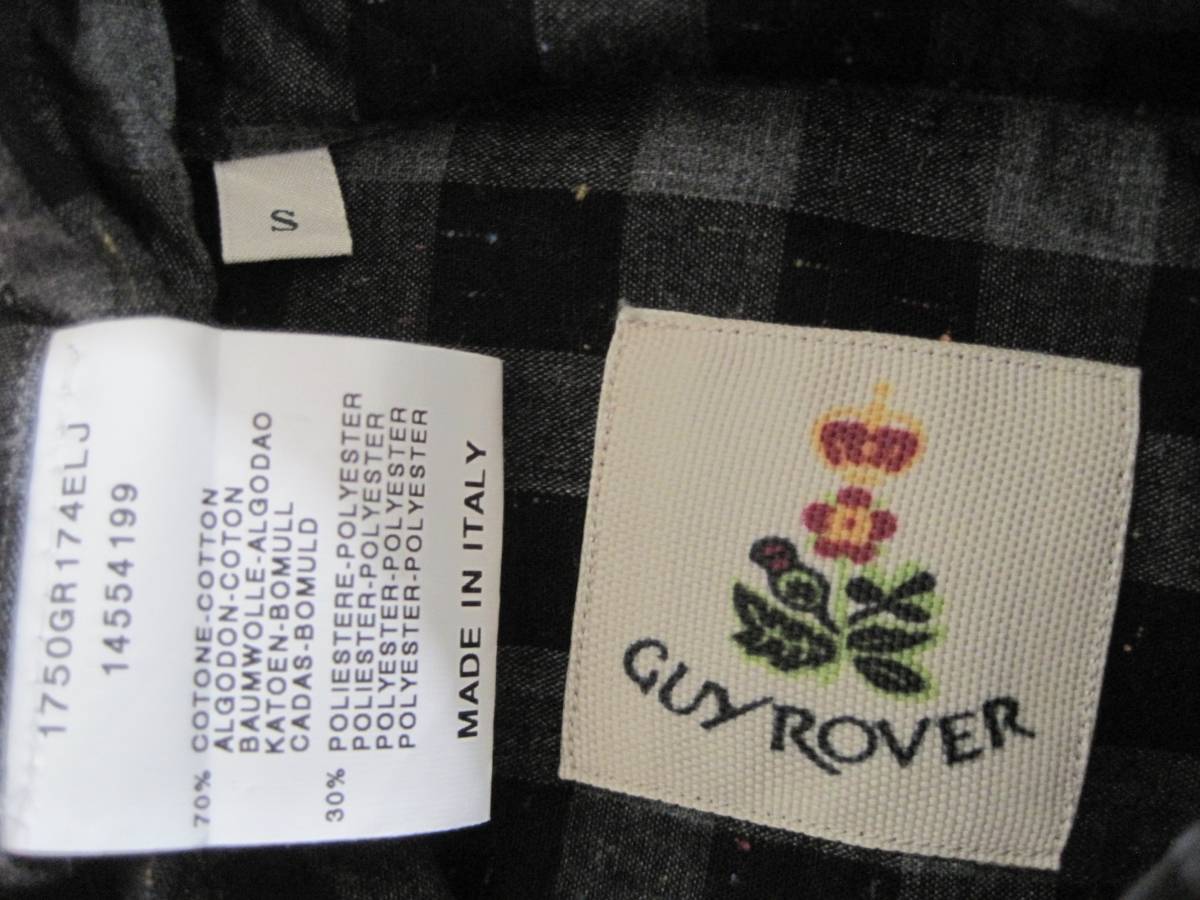 S
1750GR174ELJ
14554199
70% COTONE-COTTON
ALGODON-COTON
BAUMWOLLE-ALGODAO
KATOEN-BOMULL
CADAS-BOMULD
30% POLIESTERE-POLYESTER
POLIESTER-POLYESTER
POLYESTER-POLYESTER
POLYESTER-POLYESTER
MADE IN ITALY
GUY ROVER